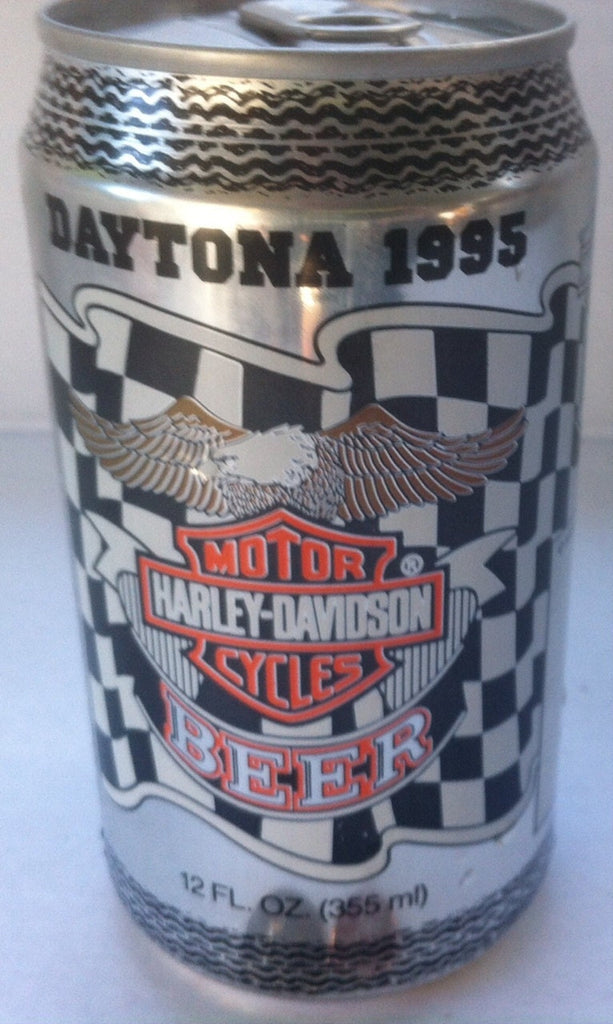 DAYTONA 1995
MOTOR ®
HARLEY-DAVIDSON
CYCLES
BEER
12 FL. OZ. (355 ml)